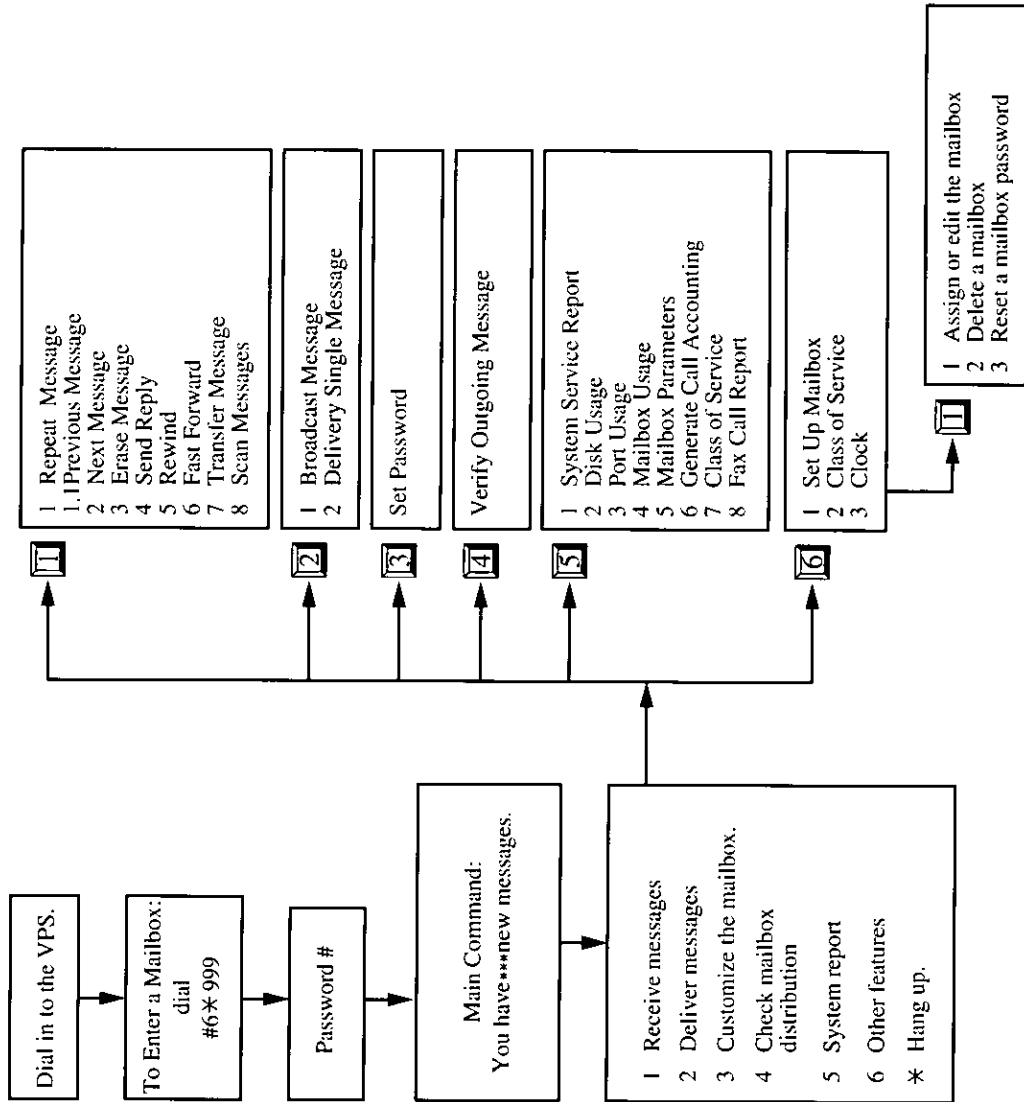 Dial in to the VPS.
To Enter a Mailbox:
dial
#6✱999
Password #
Main Command:
You have✱✱✱new messages.
1 Receive messages
2 Deliver messages
3 Customize the mailbox.
4 Check mailbox
distribution
5 System report
6 Other features
✱ Hang up.
1
1 Repeat Message
1.1 Previous Message
2 Next Message
3 Erase Message
4 Send Reply
5 Rewind
6 Fast Forward
7 Transfer Message
8 Scan Messages
2
1 Broadcast Message
2 Delivery Single Message
3
Set Password
4
Verify Outgoing Message
5
1 System Service Report
2 Disk Usage
3 Port Usage
4 Mailbox Usage
5 Mailbox Parameters
6 Generate Call Accounting
7 Class of Service
8 Fax Call Report
6
1 Set Up Mailbox
2 Class of Service
3 Clock
1
1 Assign or edit the mailbox
2 Delete a mailbox
3 Reset a mailbox password